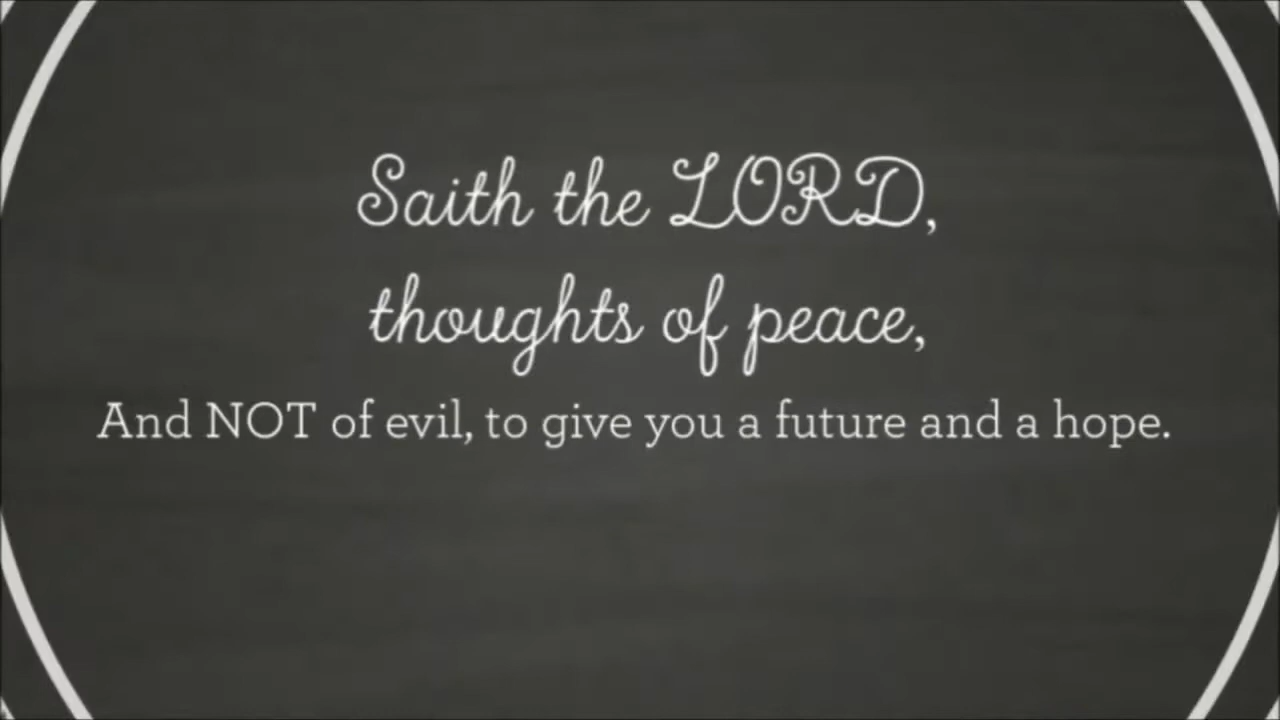 Saith the LORD,
thoughts of peace,
And NOT of evil, to give you a future and a hope.